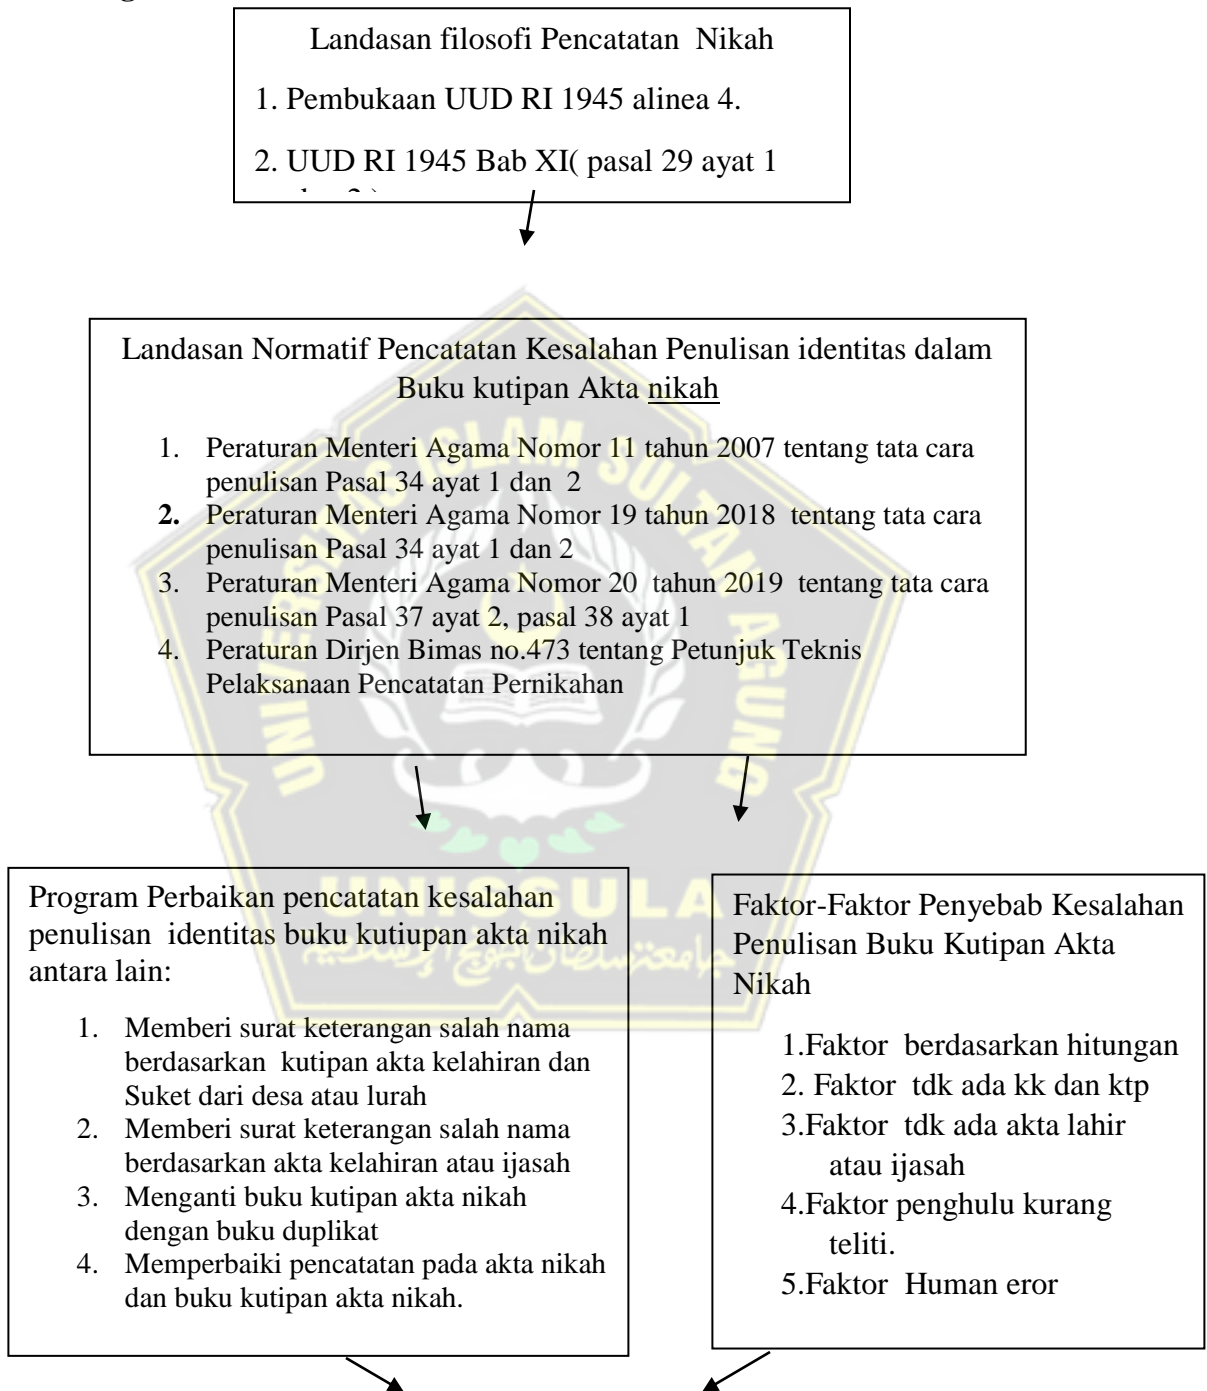 Landasan filosofi Pencatatan  Nikah
1. Pembukaan UUD RI 1945 alinea 4.
2. UUD RI 1945 Bab XI( pasal 29 ayat 1
Landasan Normatif Pencatatan Kesalahan Penulisan identitas dalam
Buku kutipan Akta nikah
1. Peraturan Menteri Agama Nomor 11 tahun 2007 tentang tata cara
penulisan Pasal 34 ayat 1 dan  2
2. Peraturan Menteri Agama Nomor 19 tahun 2018  tentang tata cara
penulisan Pasal 34 ayat 1 dan 2
3. Peraturan Menteri Agama Nomor 20  tahun 2019  tentang tata cara
penulisan Pasal 37 ayat 2, pasal 38 ayat 1
4. Peraturan Dirjen Bimas no.473 tentang Petunjuk Teknis
Pelaksanaan Pencatatan Pernikahan
UNIVERSITAS ISLAM SULTAN AGUNG
UNISSULA
جامعة سلطان أجونج الإسلامية
Program Perbaikan pencatatan kesalahan
penulisan  identitas buku kutiupan akta nikah
antara lain:
1. Memberi surat keterangan salah nama
berdasarkan  kutipan akta kelahiran dan
Suket dari desa atau lurah
2. Memberi surat keterangan salah nama
berdasarkan akta kelahiran atau ijasah
3. Menganti buku kutipan akta nikah
dengan buku duplikat
4. Memperbaiki pencatatan pada akta nikah
dan buku kutipan akta nikah.
Faktor-Faktor Penyebab Kesalahan
Penulisan Buku Kutipan Akta
Nikah
1.Faktor  berdasarkan hitungan
2. Faktor  tdk ada kk dan ktp
3.Faktor  tdk ada akta lahir
atau ijasah
4.Faktor penghulu kurang
teliti.
5.Faktor  Human eror